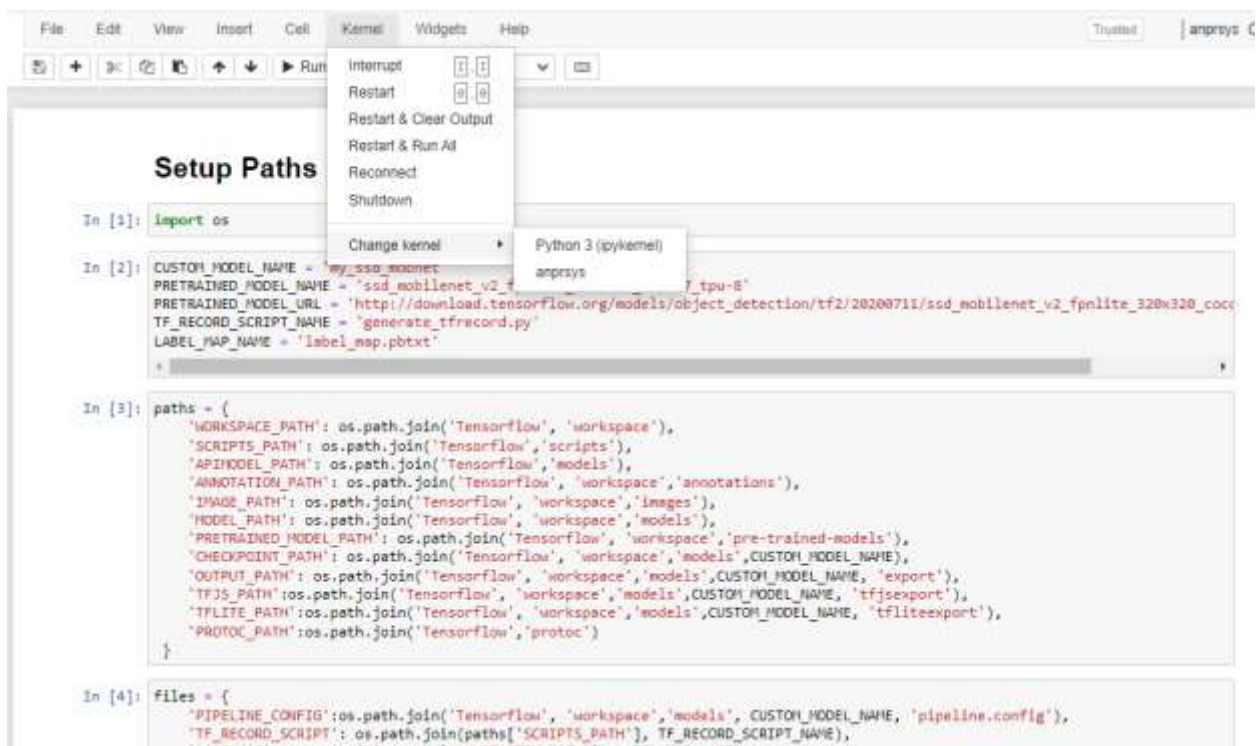 File Edit View Insert Cell Kernel Widgets Help Trusted anprsys
Run
Interrupt I,I
Restart 0,0
Restart & Clear Output
Restart & Run All
Reconnect
Shutdown
Change kernel
Python 3 (ipykernel)
anprsys
Setup Paths
In [1]: import os
In [2]: CUSTOM_MODEL_NAME = 'my_ssd_mobnet
PRETRAINED_MODEL_NAME = 'ssd_mobilenet_v2_f 7_tpu-8'
PRETRAINED_MODEL_URL = 'http://download.tensorflow.org/models/object_detection/tf2/20200711/ssd_mobilenet_v2_fpnlite_320x320_coco
TF_RECORD_SCRIPT_NAME = 'generate_tfrecord.py'
LABEL_MAP_NAME = 'label_map.pbtxt'
In [3]: paths = {
'WORKSPACE_PATH': os.path.join('Tensorflow', 'workspace'),
'SCRIPTS_PATH': os.path.join('Tensorflow','scripts'),
'APIMODEL_PATH': os.path.join('Tensorflow','models'),
'ANNOTATION_PATH': os.path.join('Tensorflow', 'workspace','annotations'),
'IMAGE_PATH': os.path.join('Tensorflow', 'workspace','images'),
'MODEL_PATH': os.path.join('Tensorflow', 'workspace','models'),
'PRETRAINED_MODEL_PATH': os.path.join('Tensorflow', 'workspace','pre-trained-models'),
'CHECKPOINT_PATH': os.path.join('Tensorflow', 'workspace','models',CUSTOM_MODEL_NAME),
'OUTPUT_PATH': os.path.join('Tensorflow', 'workspace','models',CUSTOM_MODEL_NAME, 'export'),
'TFJS_PATH':os.path.join('Tensorflow', 'workspace','models',CUSTOM_MODEL_NAME, 'tfjsexport'),
'TFLITE_PATH':os.path.join('Tensorflow', 'workspace','models',CUSTOM_MODEL_NAME, 'tfliteexport'),
'PROTOC_PATH':os.path.join('Tensorflow','protoc')
}
In [4]: files = {
'PIPELINE_CONFIG':os.path.join('Tensorflow', 'workspace','models', CUSTOM_MODEL_NAME, 'pipeline.config'),
'TF_RECORD_SCRIPT': os.path.join(paths['SCRIPTS_PATH'], TF_RECORD_SCRIPT_NAME),